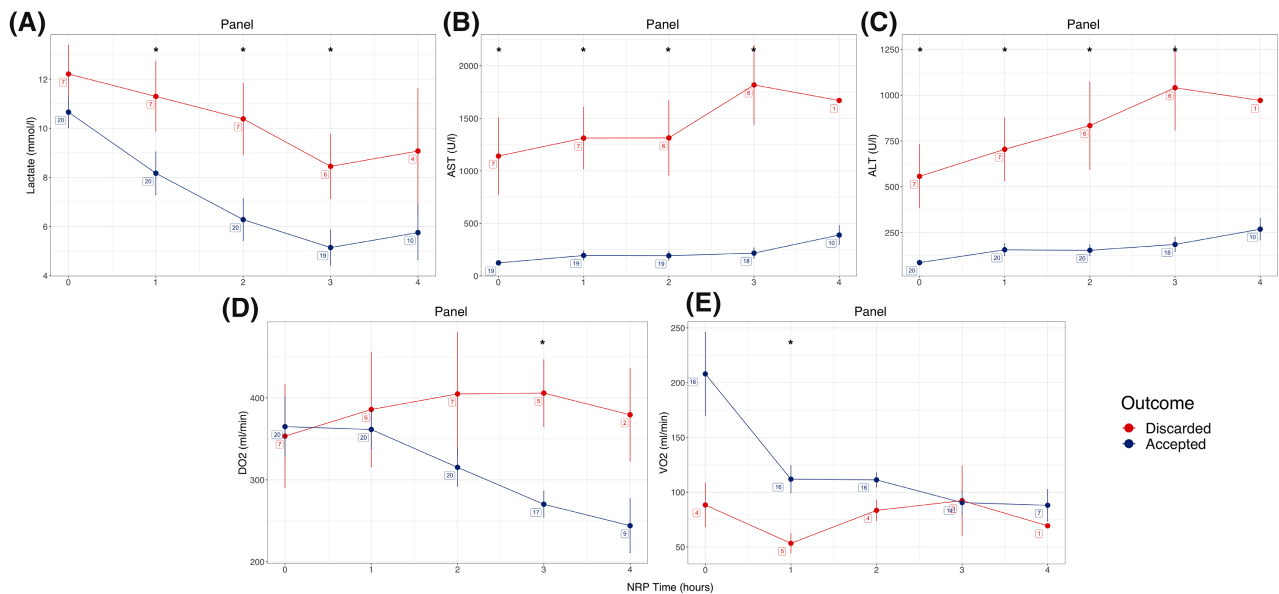 (A)
Panel
Lactate (mmol/l)
12
10
8
6
4
* * *
7 7 7 6 4
20 20 20 19 10
0 1 2 3 4
(B)
Panel
AST (U/l)
2000
1500
1000
500
0
* * * *
7 7 6 6 1
19 19 19 18 10
0 1 2 3 4
(C)
Panel
ALT (U/L)
1250
1000
750
500
250
* * * *
7 7 6 6 1
20 20 20 18 10
0 1 2 3 4
(D)
Panel
DO2 (ml/min)
400
300
200
*
7 6 7 5 2
20 20 20 17 9
0 1 2 3 4
(E)
Panel
VO2 (ml/min)
250
200
150
100
50
*
16 16 16 7
4 5 4 1
0 1 2 3 4
NRP Time (hours)
Outcome
Discarded
Accepted